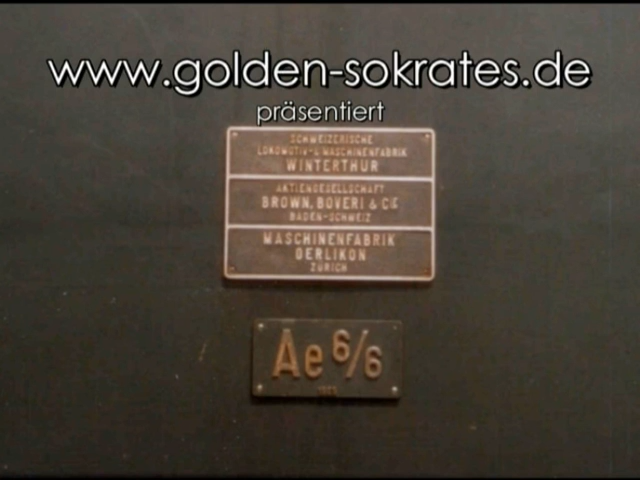 www.golden-sokrates.de
präsentiert
SCHWEIZERISCHE
LOKOMOTIV-& MASCHINENFABRIK
WINTERTHUR
AKTIENGESELLSCHAFT
BROWN, BOVERI & CIE
BADEN-SCHWEIZ
MASCHINENFABRIK
OERLIKON
ZÜRICH
Ae 6/6